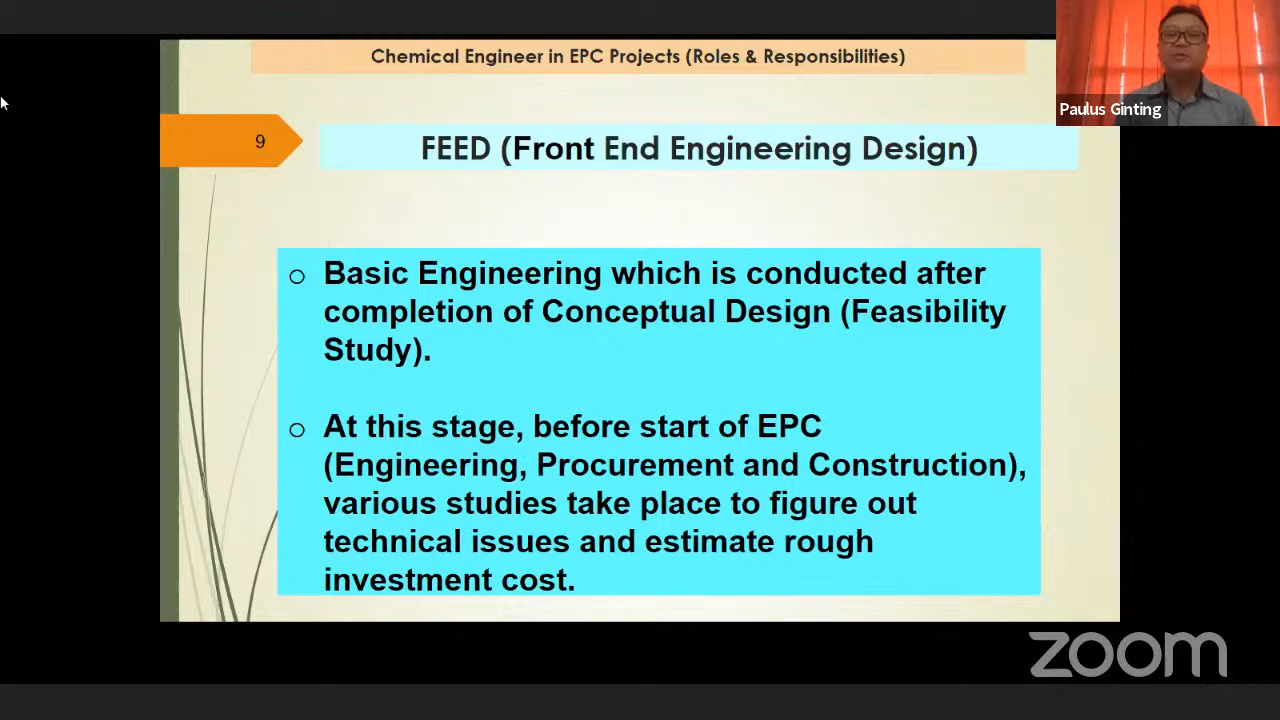 Chemical Engineer in EPC Projects (Roles & Responsibilities)
Paulus Ginting
9
FEED (Front End Engineering Design)
o Basic Engineering which is conducted after
completion of Conceptual Design (Feasibility
Study).
o At this stage, before start of EPC
(Engineering, Procurement and Construction),
various studies take place to figure out
technical issues and estimate rough
investment cost.
zoom